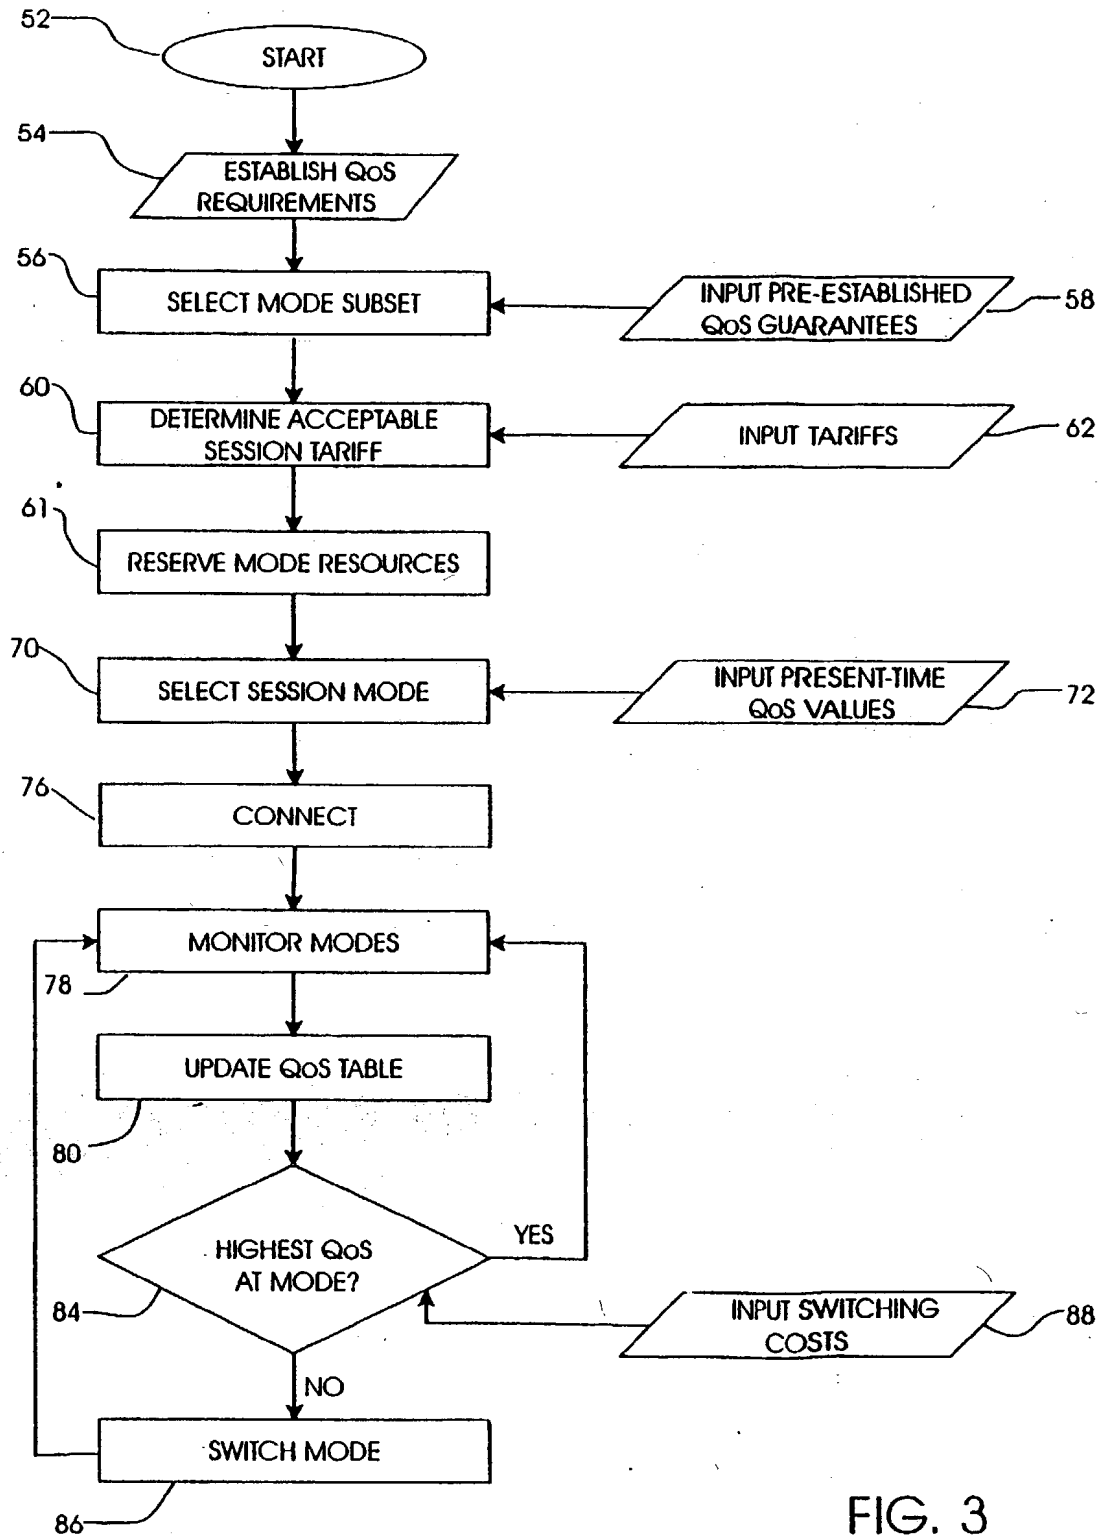 52
START
54
ESTABLISH QoS
REQUIREMENTS
56
SELECT MODE SUBSET
INPUT PRE-ESTABLISHED
QoS GUARANTEES
58
60
DETERMINE ACCEPTABLE
SESSION TARIFF
INPUT TARIFFS
62
61
RESERVE MODE RESOURCES
70
SELECT SESSION MODE
INPUT PRESENT-TIME
QoS VALUES
72
76
CONNECT
MONITOR MODES
78
UPDATE QoS TABLE
80
HIGHEST QoS
AT MODE?
YES
84
INPUT SWITCHING
COSTS
88
NO
SWITCH MODE
86
FIG. 3